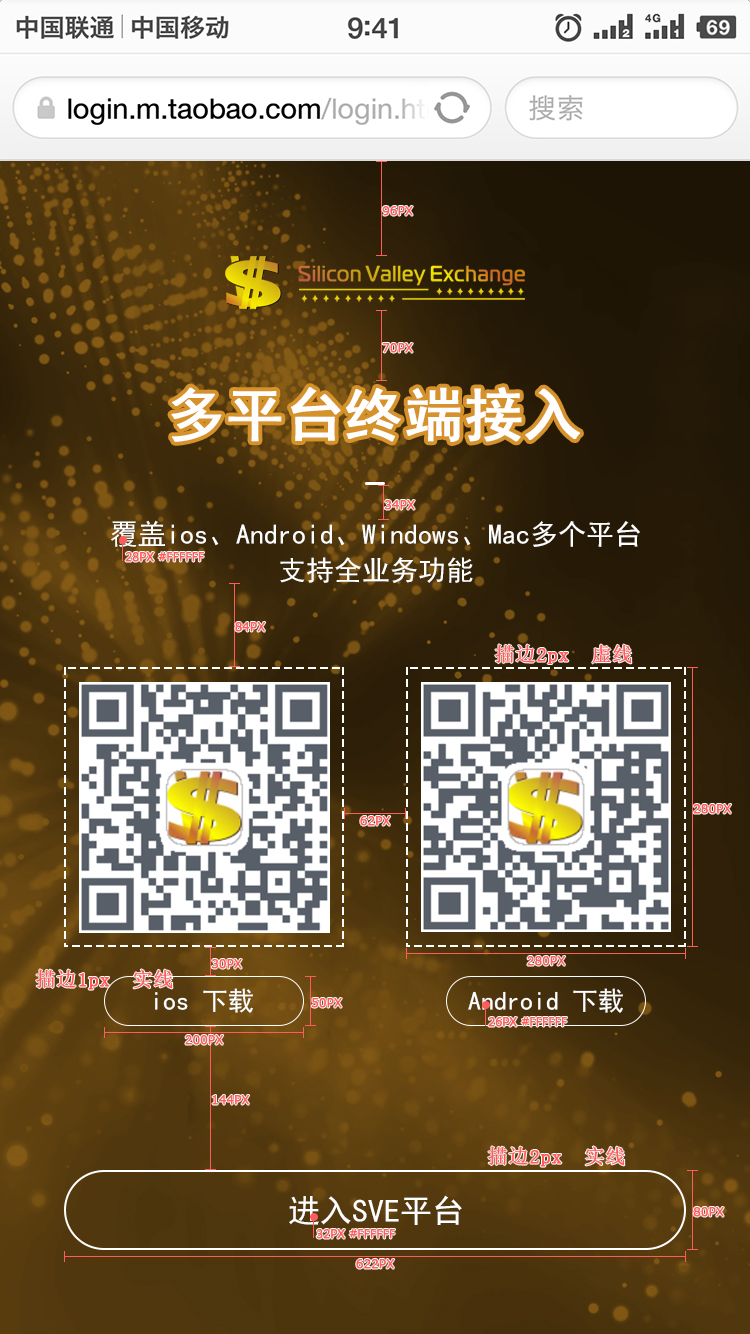 中国联通 中国移动 9:41 4G 2 1 69
login.m.taobao.com/login.ht 搜索
96PX
Silicon Valley Exchange
70PX
多平台终端接入
34PX
覆盖ios、Android、Windows、Mac多个平台
28PX #FFFFFF
支持全业务功能
84PX
描边2px 虚线
62PX
280PX
280PX
30PX
描边1px 实线
ios 下载
50PX
Android 下载
26PX #FFFFFF
200PX
144PX
描边2px 实线
进入SVE平台
80PX
32PX #FFFFFF
622PX